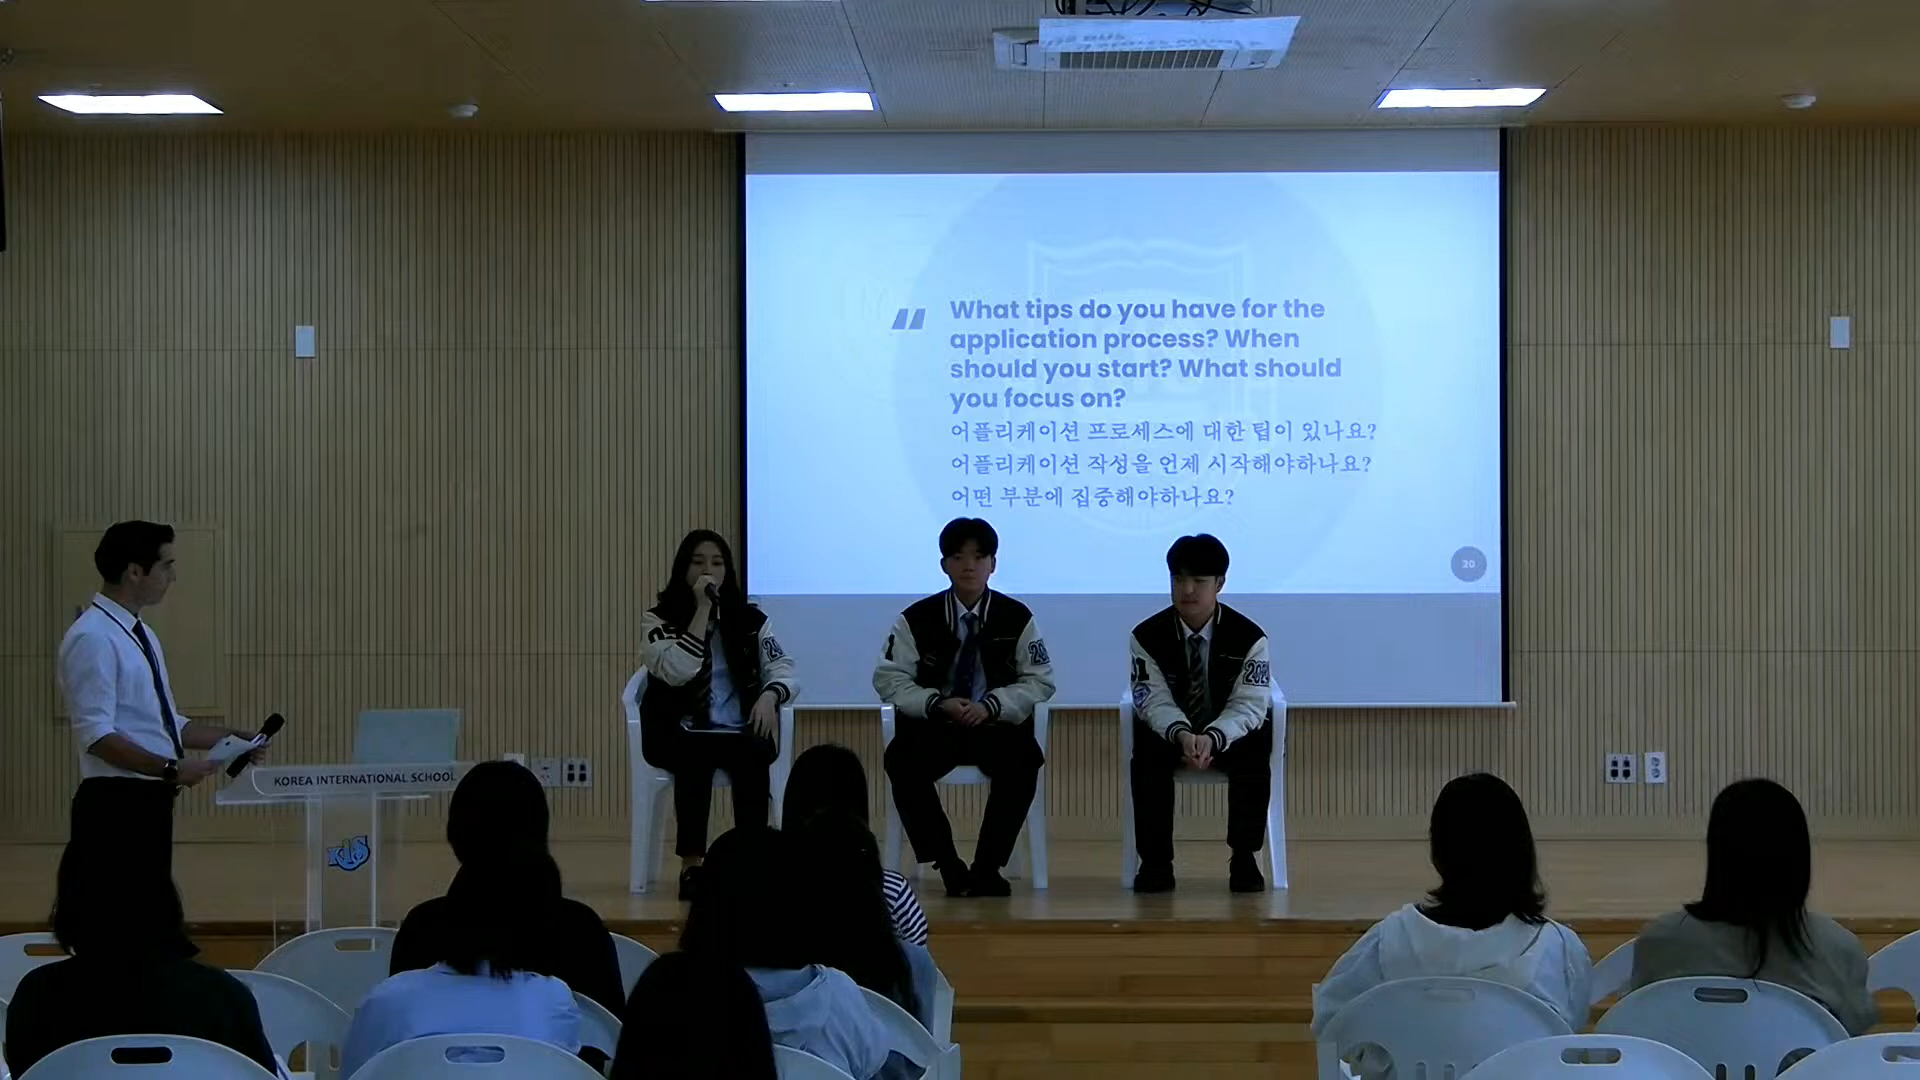 “
What tips do you have for the
application process? When
should you start? What should
you focus on?
어플리케이션 프로세스에 대한 팁이 있나요?
어플리케이션 작성을 언제 시작해야하나요?
어떤 부분에 집중해야하나요?
20
KOREA INTERNATIONAL SCHOOL
KIS